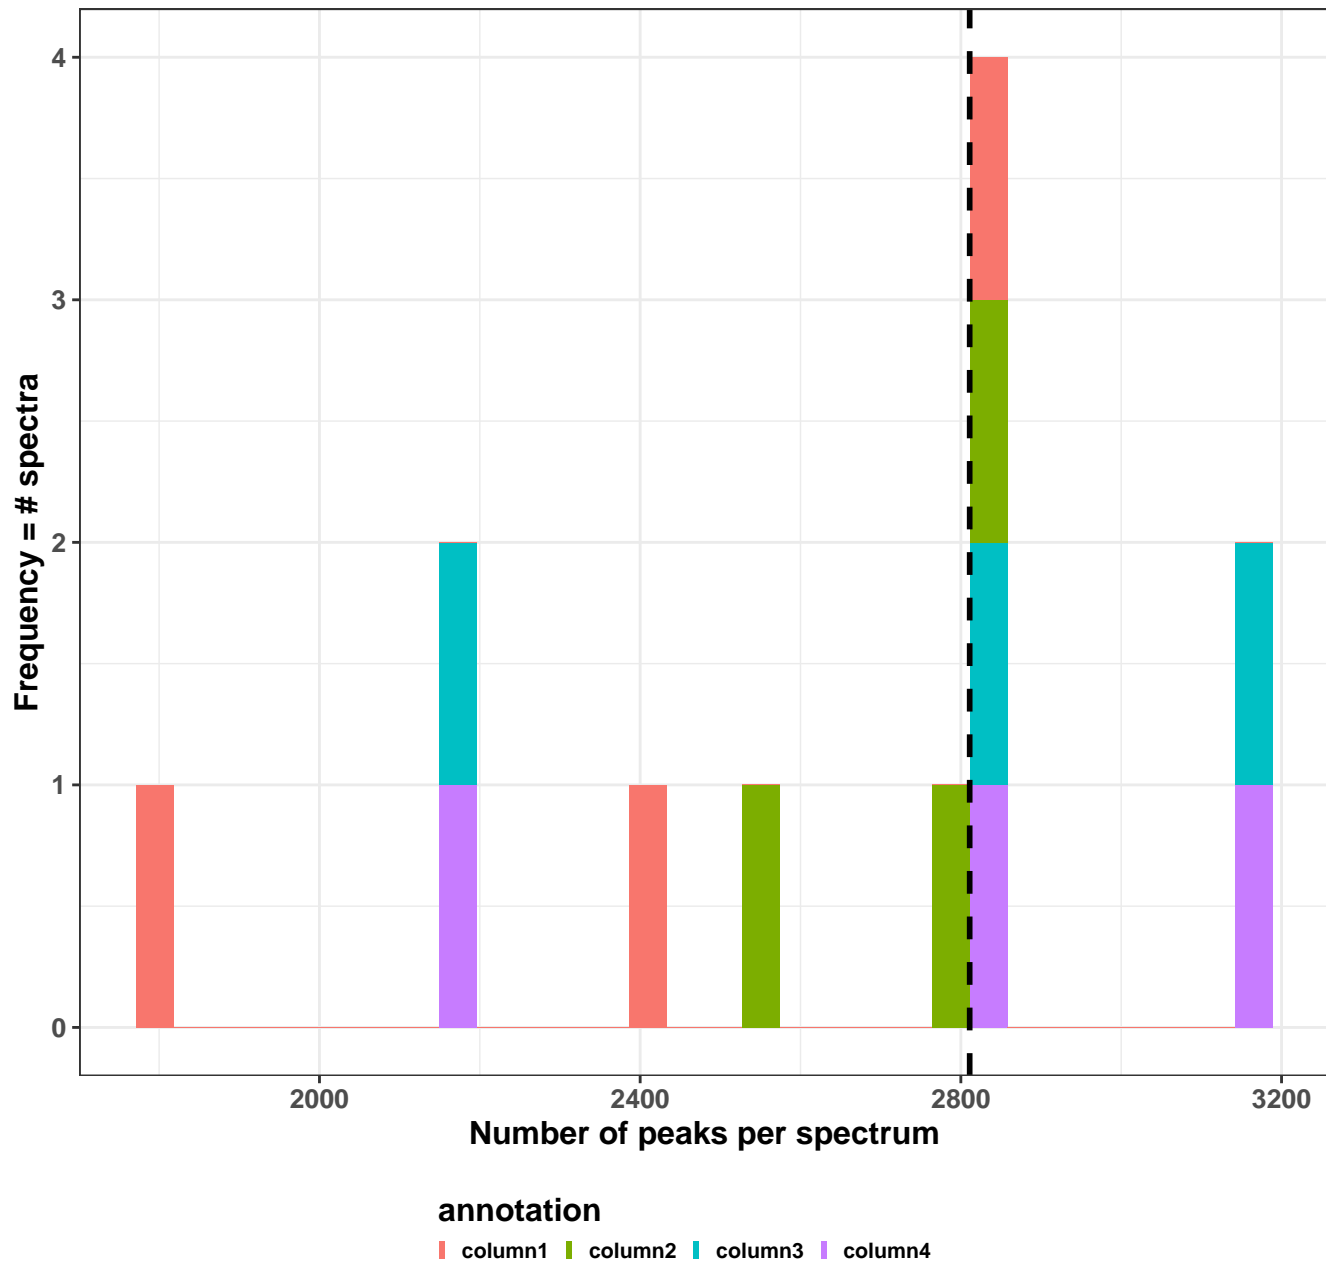 4
3
2
1
0
Frequency = # spectra
2000 2400 2800 3200
Number of peaks per spectrum
annotation
column1 column2 column3 column4